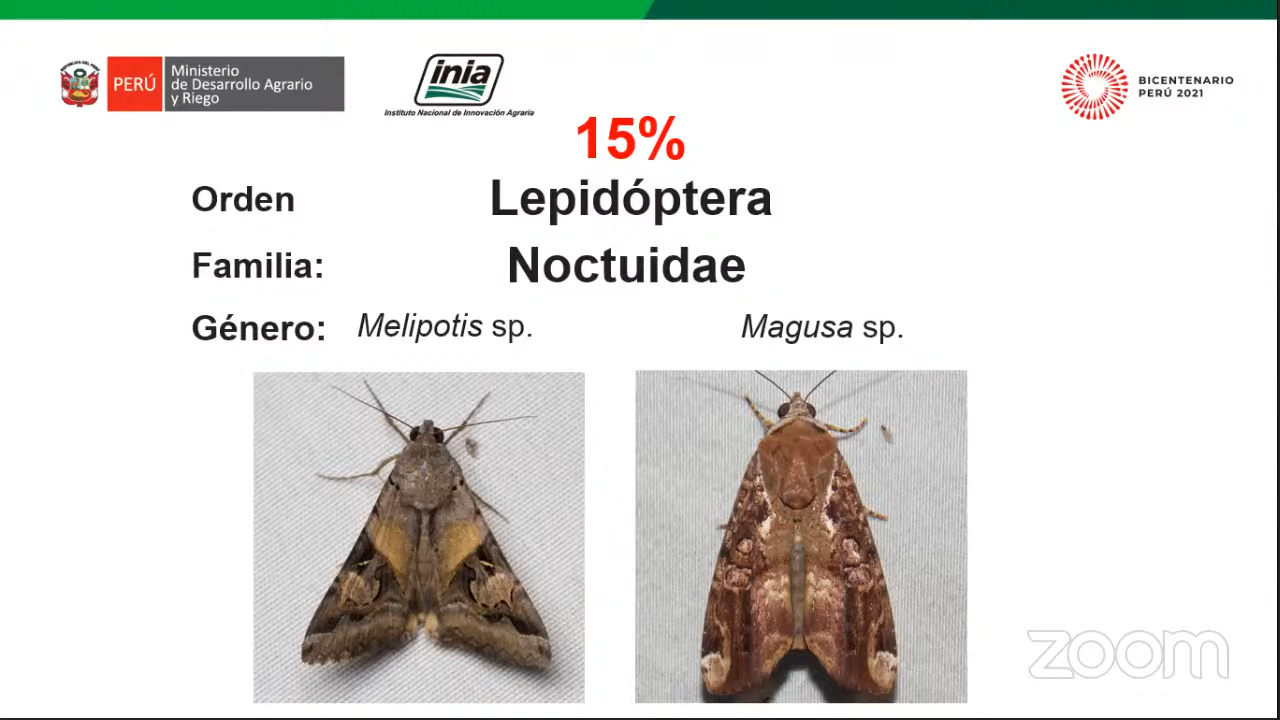 PERÚ
Ministerio
de Desarrollo Agrario
y Riego
inia
Instituto Nacional de Innovación Agraria
BICENTENARIO
PERÚ 2021
15%
Orden Lepidóptera
Familia: Noctuidae
Género: Melipotis sp. Magusa sp.
zoom